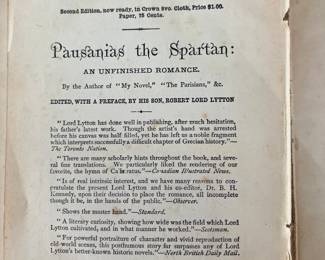 Second Edition, now ready, in Crown 8vo. Cloth, Price $1.00.
Paper, 75 Cents.
Pausanias the Spartan:
AN UNFINISHED ROMANCE.
By the Author of "My Novel," "The Parisians," &c.
EDITED, WITH A PREFACE, BY HIS SON, ROBERT LORD LYTTON
"Lord Lytton has done well in publishing, after much hesitation,
his father's latest work. Though the artist's hand was arrested
before his canvas was half filled, yet he has left us a noble fragment
which interprets successfully a difficult chapter of Grecian history."—
The Toronto Nation.
"There are many scholarly hints throughout the book, and seve-
ral fine translations. We particularly liked the rendering of our
favorite, the hymn of Callistratus."—Canadian Illustrated News.
"Is of real intrinsic interest, and we have many reasons to con-
gratulate the present Lord Lytton and his co-editor, Dr. B. H.
Kennedy, upon their decision to place the romance, all incomplete
though it be, in the hands of the public."—Observer.
"Shows the master hand."—Standard.
"A literary curiosity, showing how wide was the field which Lord
Lytton cultivated, and in what manner he worked."—Scotsman.
"For powerful portraiture of character and vivid reproduction of
old-world scenes, this posthumous story far surpasses any of Lord
Lytton's better-known historic novels."—North British Daily Mail.